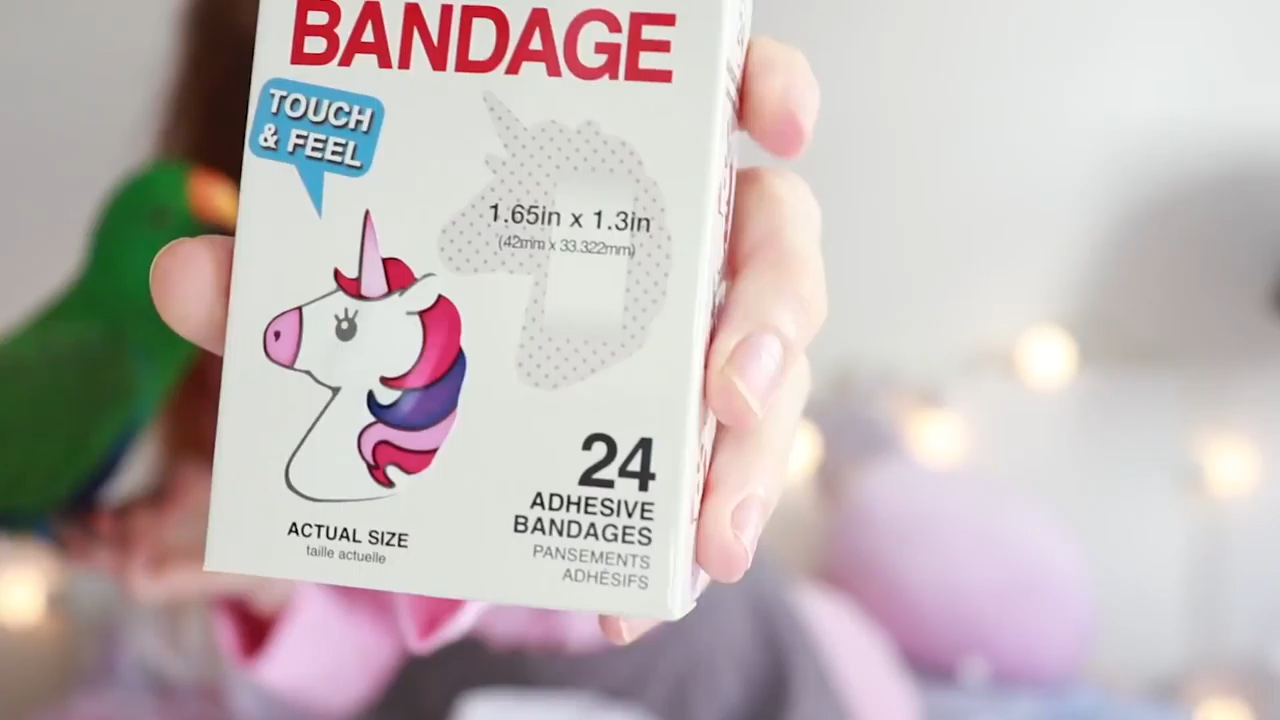 BANDAGE
TOUCH
& FEEL
1.65in x 1.3in
(42mm x 33.322mm)
24
ADHESIVE
BANDAGES
PANSEMENTS
ADHÉSIFS
ACTUAL SIZE
taille actuelle